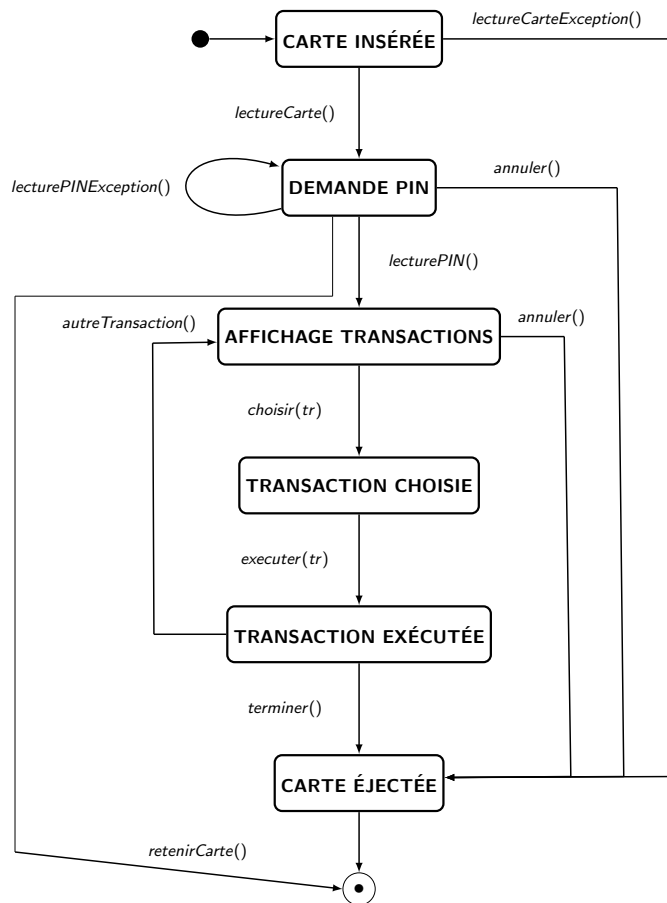 lectureCarteException()
CARTE INSÉRÉE
lectureCarte()
annuler()
lecturePINException()
DEMANDE PIN
lecturePIN()
autreTransaction()
annuler()
AFFICHAGE TRANSACTIONS
choisir(tr)
TRANSACTION CHOISIE
executer(tr)
TRANSACTION EXÉCUTÉE
terminer()
CARTE ÉJECTÉE
retenirCarte()